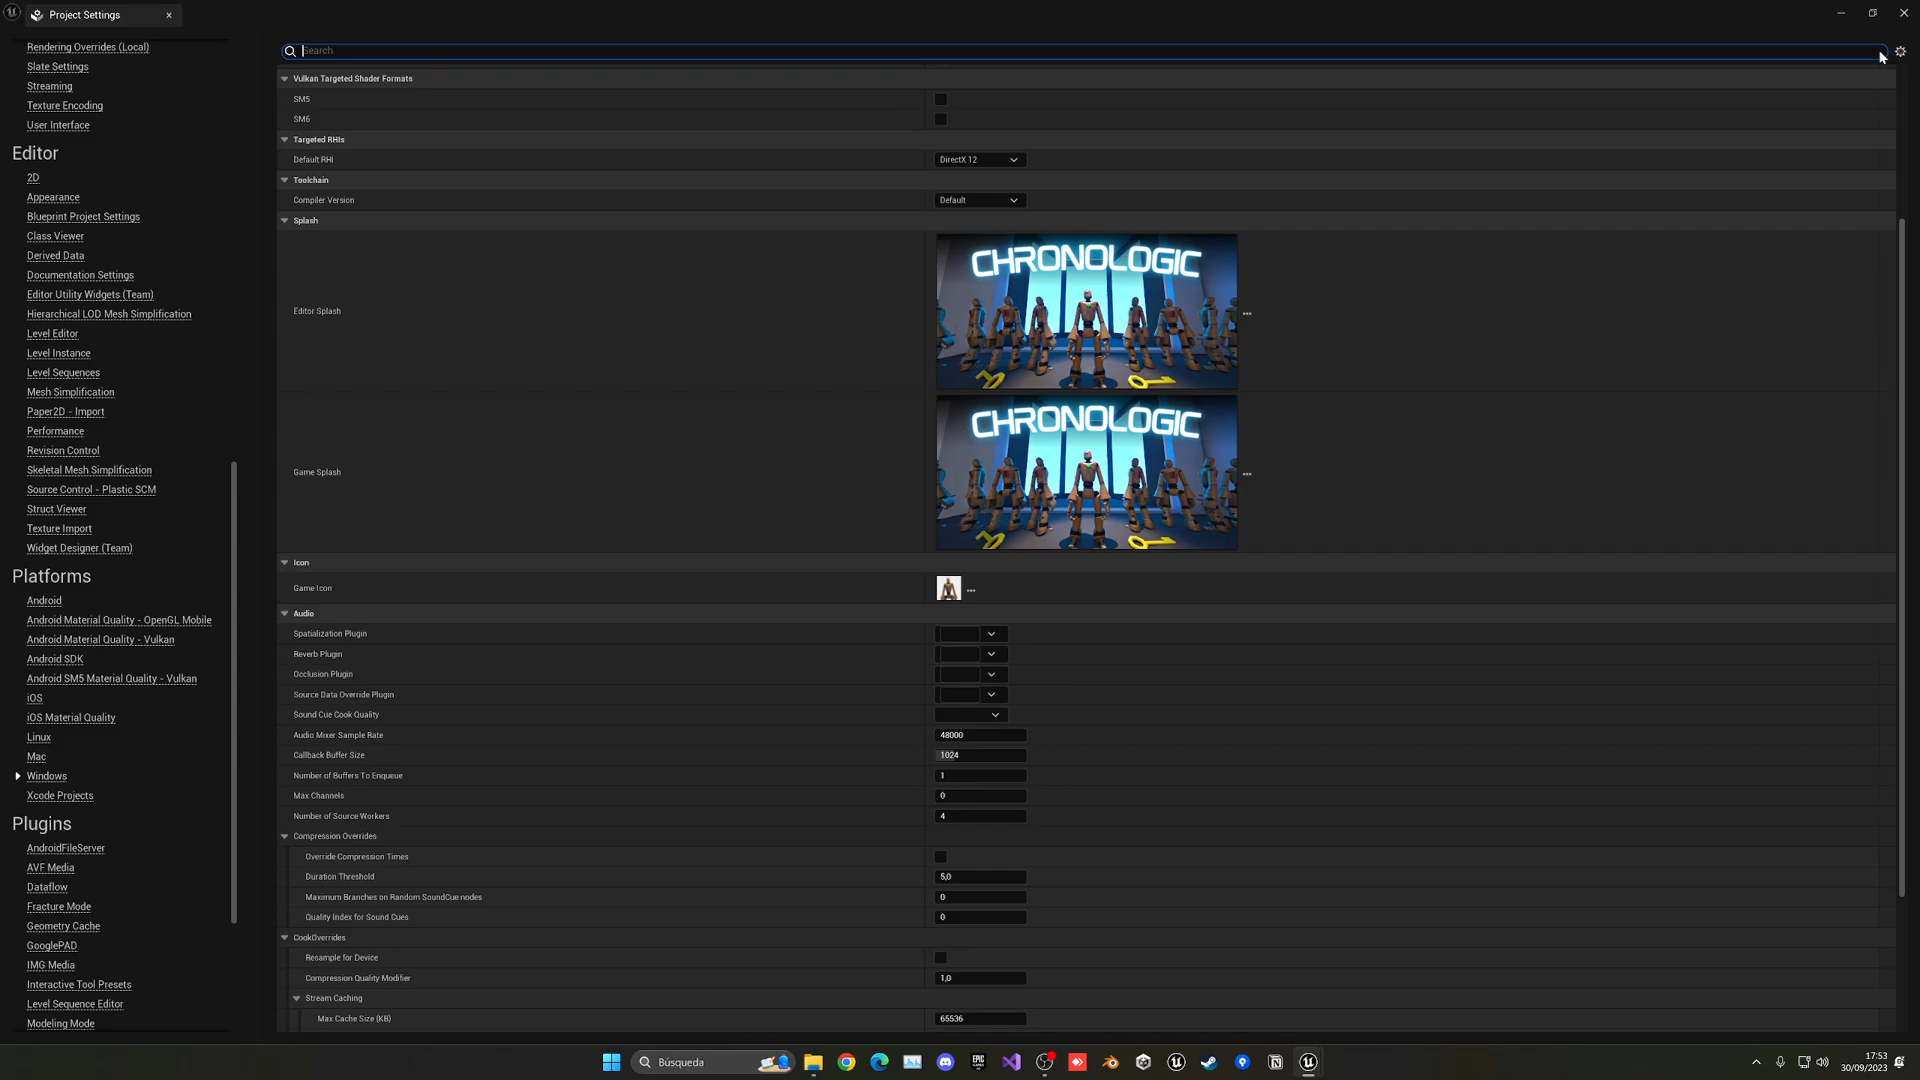 Project Settings
Rendering Overrides (Local)
Slate Settings
Streaming
Texture Encoding
User Interface
Editor
2D
Appearance
Blueprint Project Settings
Class Viewer
Derived Data
Documentation Settings
Editor Utility Widgets (Team)
Hierarchical LOD Mesh Simplification
Level Editor
Level Instance
Level Sequences
Mesh Simplification
Paper2D - Import
Performance
Revision Control
Skeletal Mesh Simplification
Source Control - Plastic SCM
Struct Viewer
Texture Import
Widget Designer (Team)
Platforms
Android
Android Material Quality - OpenGL Mobile
Android Material Quality - Vulkan
Android SDK
Android SM5 Material Quality - Vulkan
iOS
iOS Material Quality
Linux
Mac
Windows
Xcode Projects
Plugins
AndroidFileServer
AVF Media
Dataflow
Fracture Mode
Geometry Cache
GooglePAD
IMG Media
Interactive Tool Presets
Level Sequence Editor
Modeling Mode
Search
Vulkan Targeted Shader Formats
SM5
SM6
Targeted RHIs
Default RHI DirectX 12
Toolchain
Compiler Version Default
Splash
CHRONOLOGIC
Editor Splash
CHRONOLOGIC
Game Splash
Icon
Game Icon
Audio
Spatialization Plugin
Reverb Plugin
Occlusion Plugin
Source Data Override Plugin
Sound Cue Cook Quality
Audio Mixer Sample Rate 48000
Callback Buffer Size 1024
Number of Buffers To Enqueue 1
Max Channels 0
Number of Source Workers 4
Compression Overrides
Override Compression Times
Duration Threshold 5,0
Maximum Branches on Random SoundCue nodes 0
Quality Index for Sound Cues 0
CookOverrides
Resample for Device
Compression Quality Modifier 1,0
Stream Caching
Max Cache Size (KB) 65536
Búsqueda
EPIC GAMES
17:53
30/09/2023